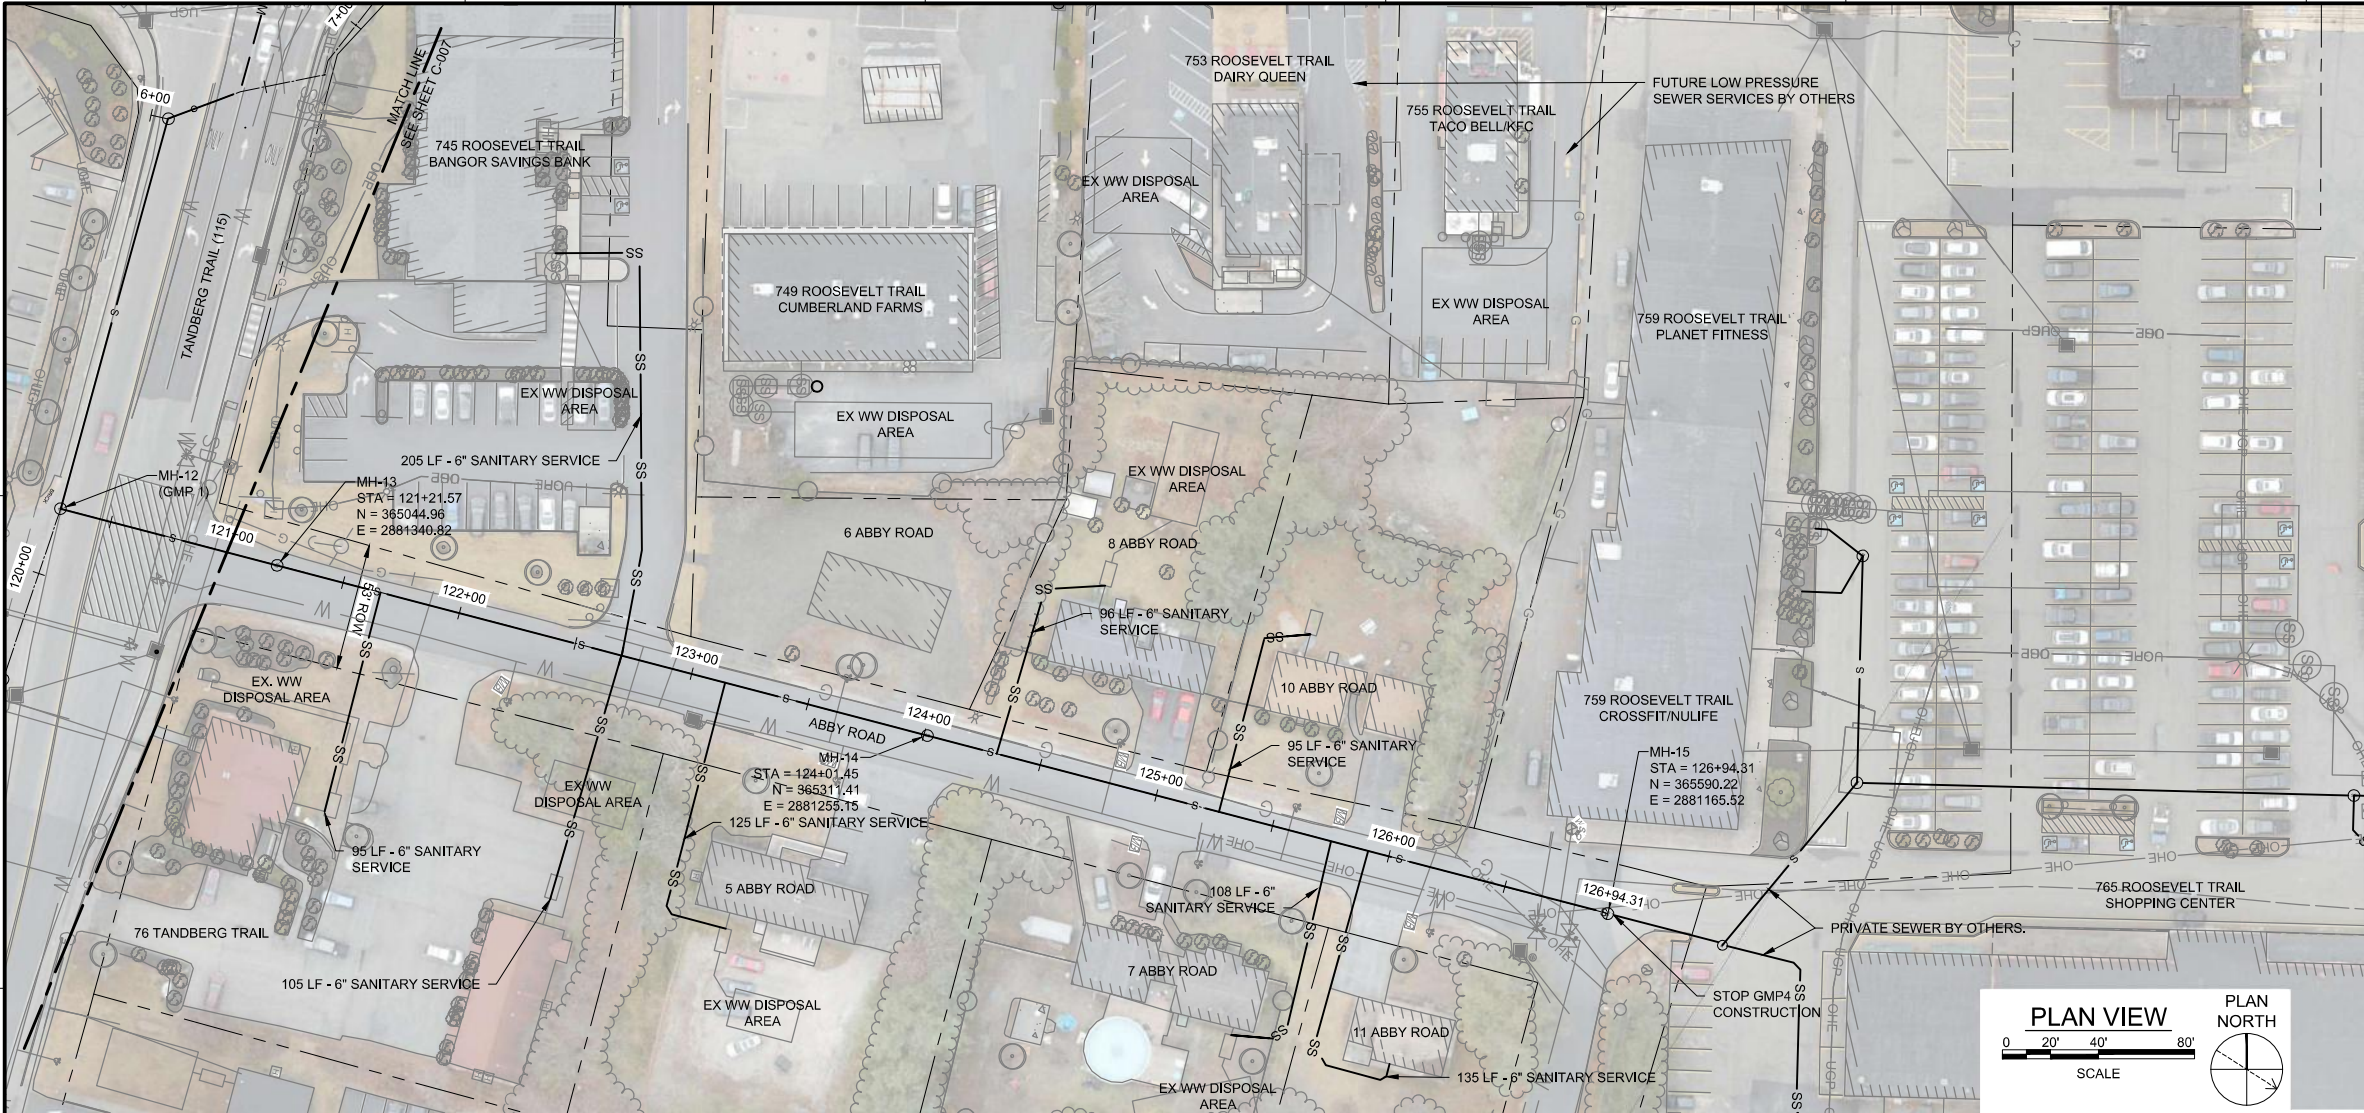 7+00
6+00
MATCH LINE
SEE SHEET C-007
745 ROOSEVELT TRAIL
BANGOR SAVINGS BANK
753 ROOSEVELT TRAIL
DAIRY QUEEN
FUTURE LOW PRESSURE
SEWER SERVICES BY OTHERS
755 ROOSEVELT TRAIL
TACO BELL/KFC
EX WW DISPOSAL
AREA
TANDBERG TRAIL (115)
749 ROOSEVELT TRAIL
CUMBERLAND FARMS
EX WW DISPOSAL
AREA
759 ROOSEVELT TRAIL
PLANET FITNESS
EX WW DISPOSAL
AREA
EX WW DISPOSAL
AREA
205 LF - 6" SANITARY SERVICE
MH-12
(GMP 1)
MH-13
STA = 121+21.57
N = 365044.96
E = 2881340.82
EX WW DISPOSAL
AREA
6 ABBY ROAD
8 ABBY ROAD
120+00
121+00
122+00
53' ROW
96 LF - 6" SANITARY
SERVICE
123+00
EX. WW
DISPOSAL AREA
10 ABBY ROAD
759 ROOSEVELT TRAIL
CROSSFIT/NULIFE
124+00
ABBY ROAD
MH-14
STA = 124+01.45
N = 365311.41
E = 2881255.15
95 LF - 6" SANITARY
SERVICE
125+00
MH-15
STA = 126+94.31
N = 365590.22
E = 2881165.52
EX WW
DISPOSAL AREA
125 LF - 6" SANITARY SERVICE
126+00
95 LF - 6" SANITARY
SERVICE
5 ABBY ROAD
108 LF - 6"
SANITARY SERVICE
126+94.31
765 ROOSEVELT TRAIL
SHOPPING CENTER
76 TANDBERG TRAIL
PRIVATE SEWER BY OTHERS.
105 LF - 6" SANITARY SERVICE
7 ABBY ROAD
EX WW DISPOSAL
AREA
STOP GMP4
CONSTRUCTION
11 ABBY ROAD
135 LF - 6" SANITARY SERVICE
EX WW DISPOSAL
AREA
PLAN VIEW
0 20' 40' 80'
SCALE
PLAN
NORTH